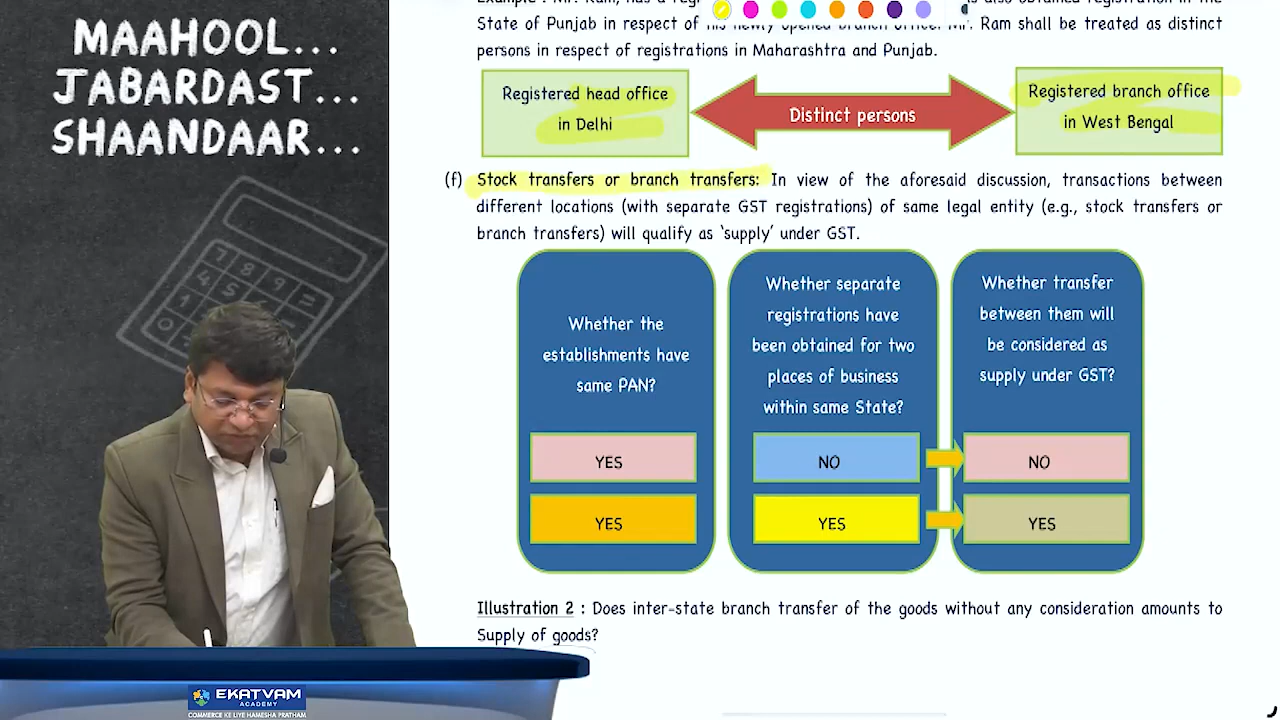 MAAHOOL...
JABARDAST...
SHAANDAAR...
State of Punjab in respect of his newly opened branch office. Mr. Ram shall be treated as distinct
persons in respect of registrations in Maharashtra and Punjab.
Registered head office
in Delhi
Distinct persons
Registered branch office
in West Bengal
(f) Stock transfers or branch transfers: In view of the aforesaid discussion, transactions between
different locations (with separate GST registrations) of same legal entity (e.g., stock transfers or
branch transfers) will qualify as ‘supply’ under GST.
Whether the
establishments have
same PAN?
Whether separate
registrations have
been obtained for two
places of business
within same State?
Whether transfer
between them will
be considered as
supply under GST?
YES
NO
NO
YES
YES
YES
Illustration 2 : Does inter-state branch transfer of the goods without any consideration amounts to
Supply of goods?
EKATVAM
ACADEMY
COMMERCE KE LIYE HAMESHA PRATHAM